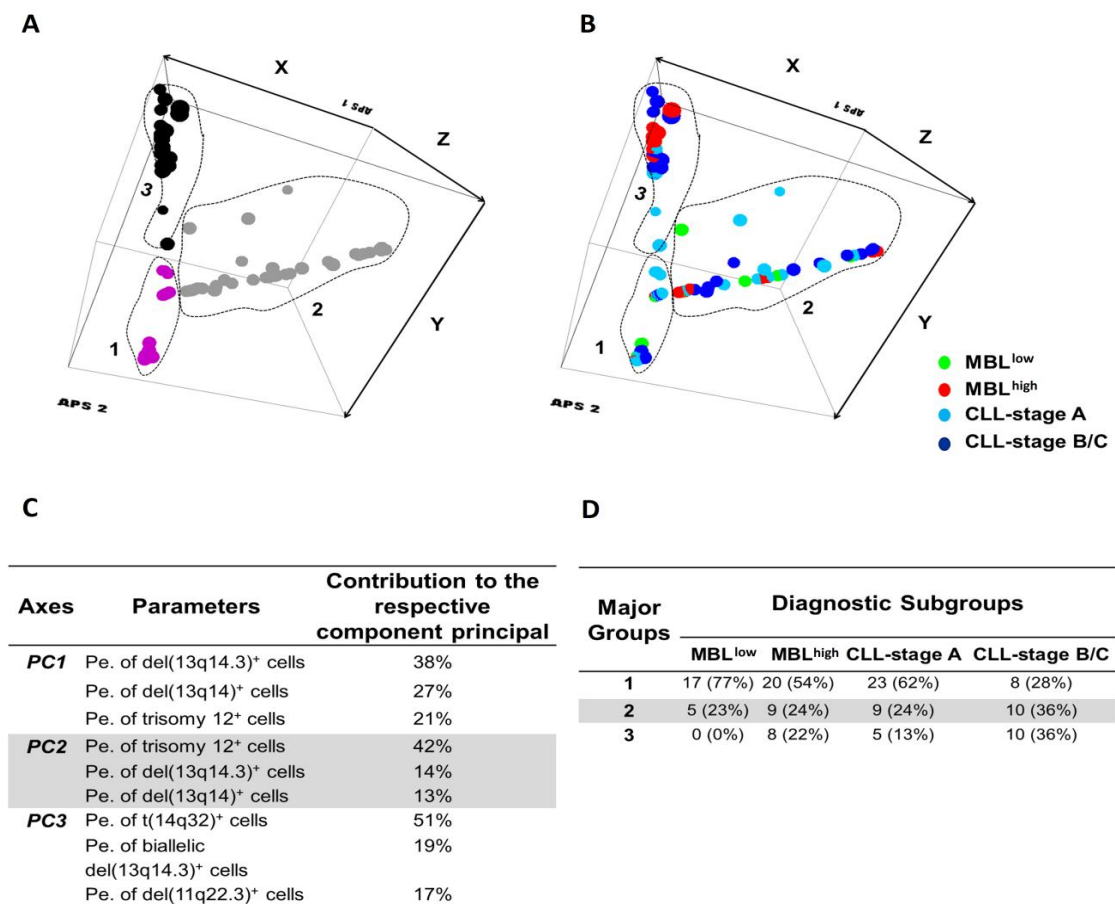 A
B
X
APS 1
Z
3
2
1
Y
APS 2
X
APS 1
Z
3
2
1
Y
APS 2
MBLlow
MBLhigh
CLL-stage A
CLL-stage B/C
C
D
Axes Parameters Contribution to the respective component principal
PC1 Pe. of del(13q14.3)+ cells 38%
Pe. of del(13q14)+ cells 27%
Pe. of trisomy 12+ cells 21%
PC2 Pe. of trisomy 12+ cells 42%
Pe. of del(13q14.3)+ cells 14%
Pe. of del(13q14)+ cells 13%
PC3 Pe. of t(14q32)+ cells 51%
Pe. of biallelic 19%
del(13q14.3)+ cells
Pe. of del(11q22.3)+ cells 17%
Major Groups Diagnostic Subgroups
MBLlow MBLhigh CLL-stage A CLL-stage B/C
1 17 (77%) 20 (54%) 23 (62%) 8 (28%)
2 5 (23%) 9 (24%) 9 (24%) 10 (36%)
3 0 (0%) 8 (22%) 5 (13%) 10 (36%)